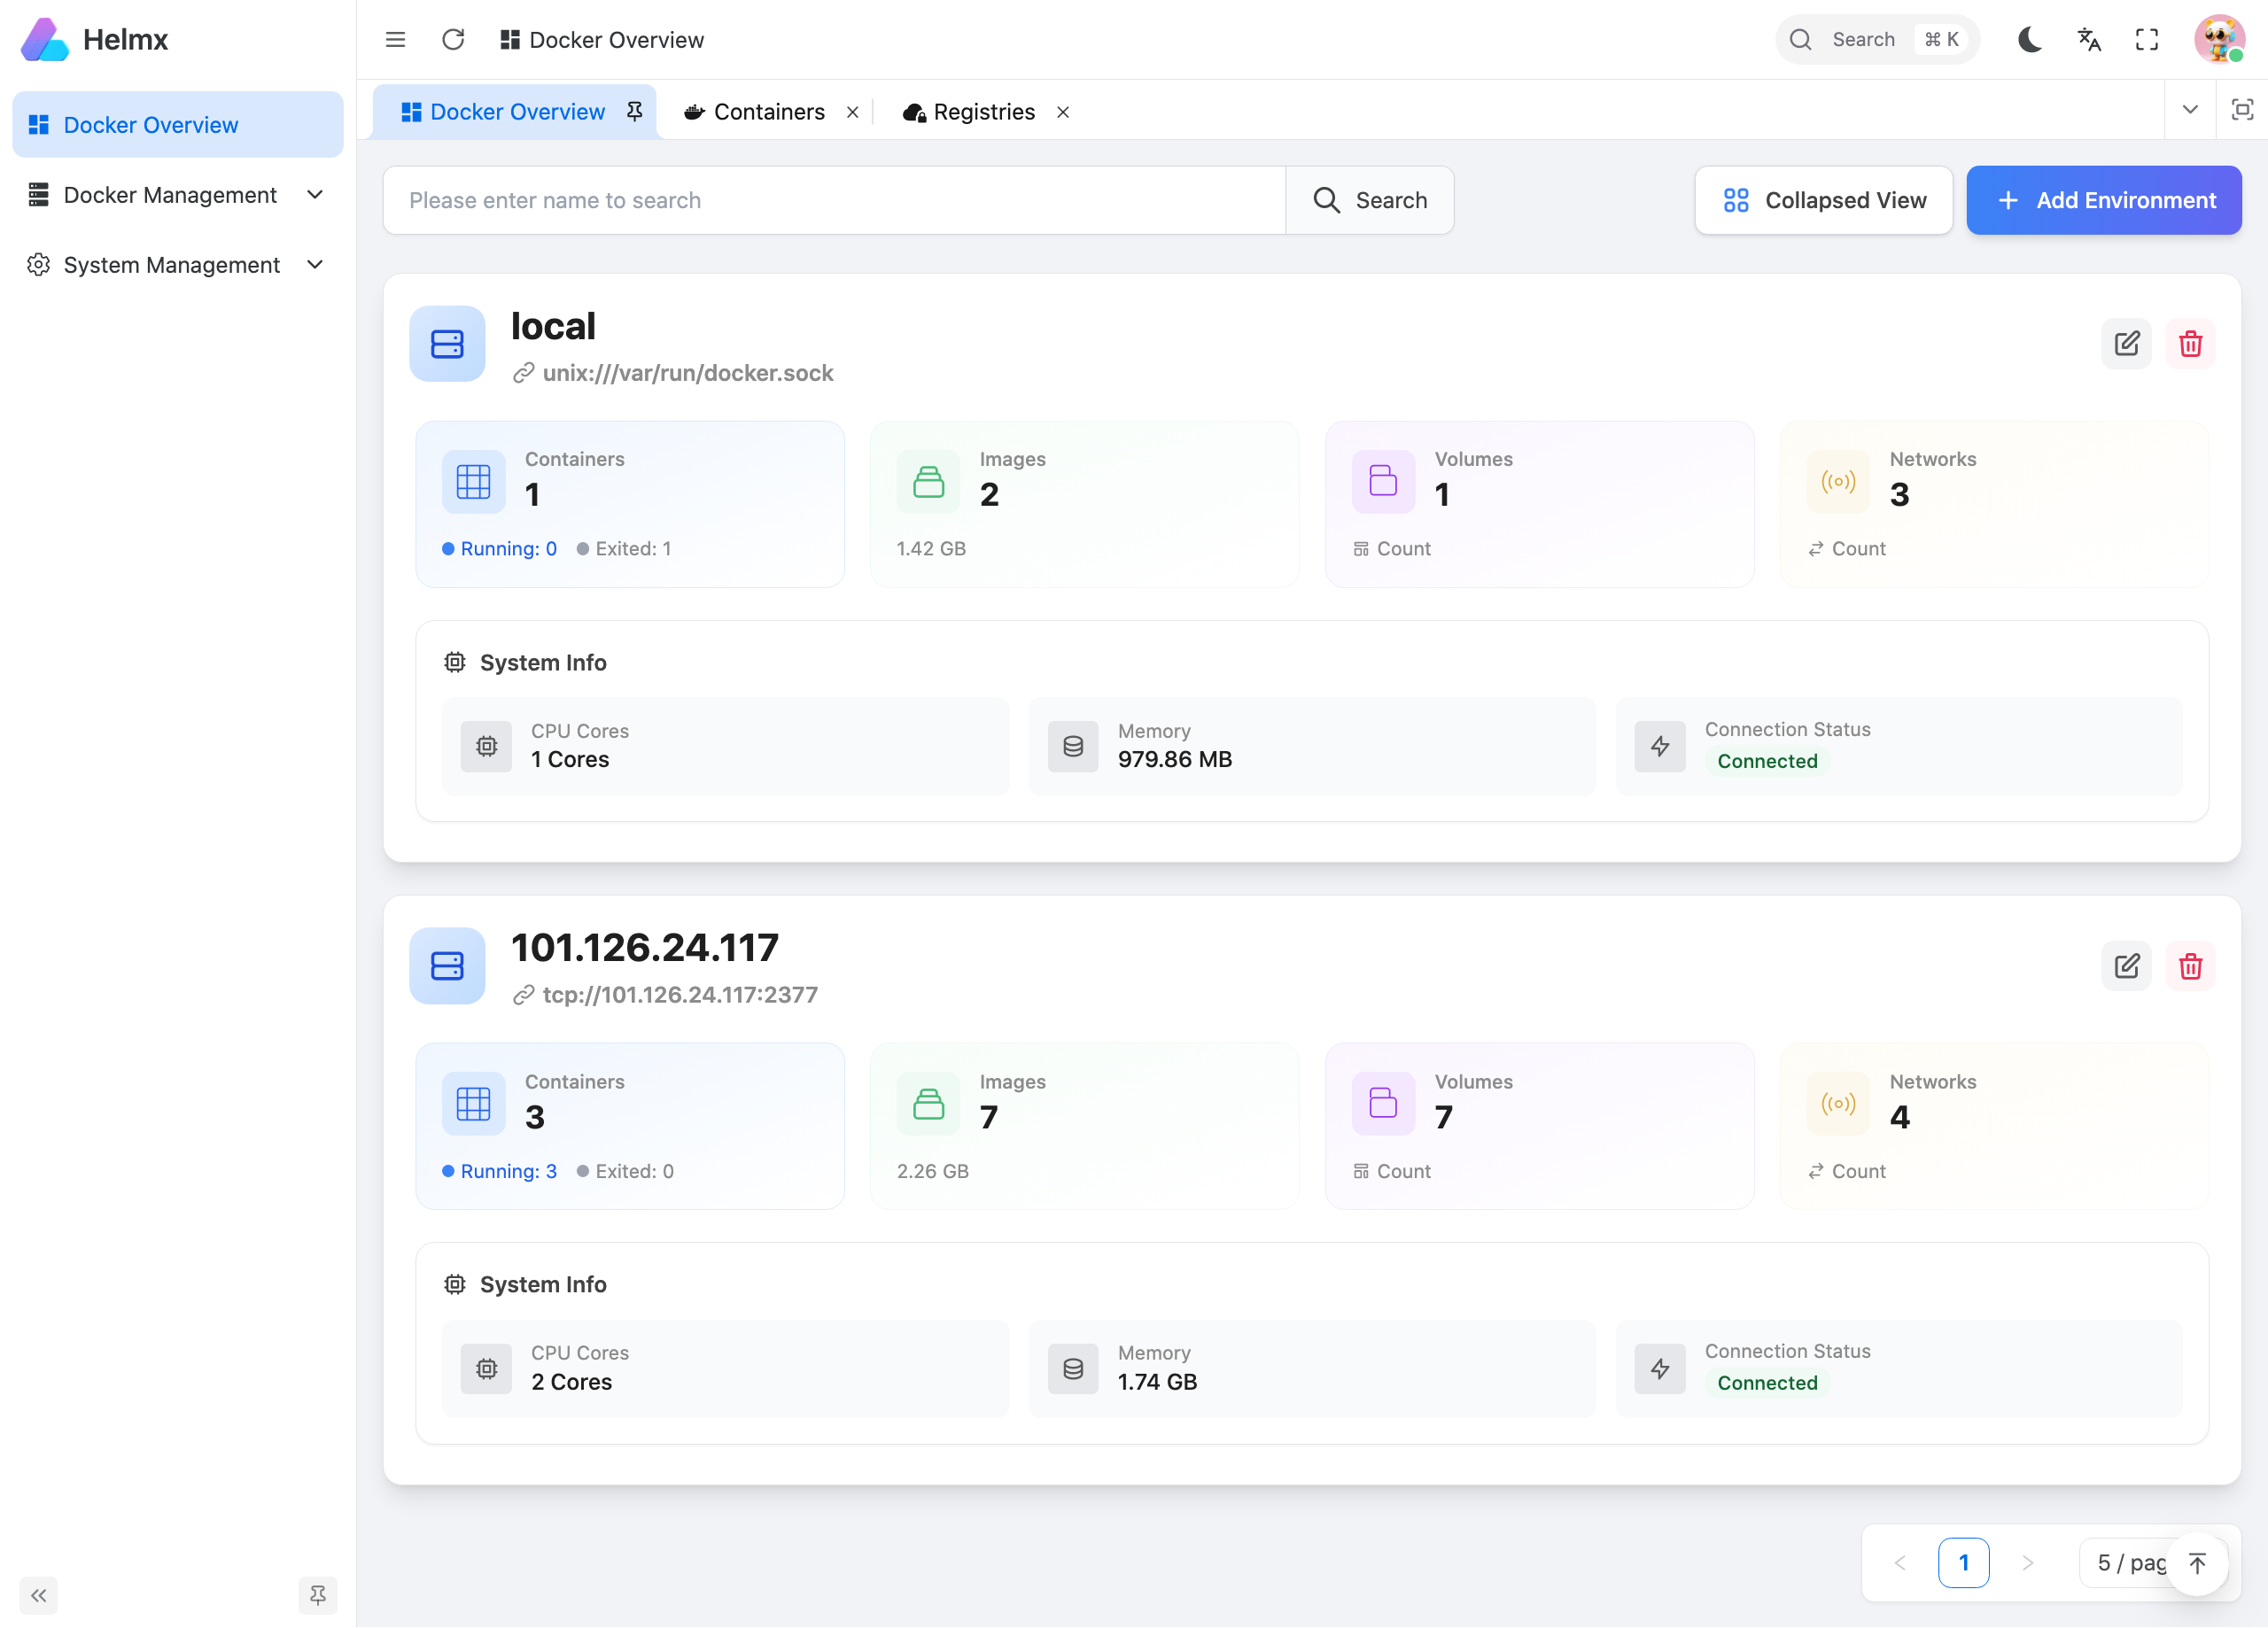 Helmx
Docker Overview
Search ⌘ K
Docker Overview
Docker Management
System Management
Docker Overview
Containers
Registries
Please enter name to search
Search
Collapsed View
Add Environment
local
unix:///var/run/docker.sock
Containers
1
Running: 0
Exited: 1
Images
2
1.42 GB
Volumes
1
Count
Networks
3
Count
System Info
CPU Cores
1 Cores
Memory
979.86 MB
Connection Status
Connected
101.126.24.117
tcp://101.126.24.117:2377
Containers
3
Running: 3
Exited: 0
Images
7
2.26 GB
Volumes
7
Count
Networks
4
Count
System Info
CPU Cores
2 Cores
Memory
1.74 GB
Connection Status
Connected
1
5 / pag